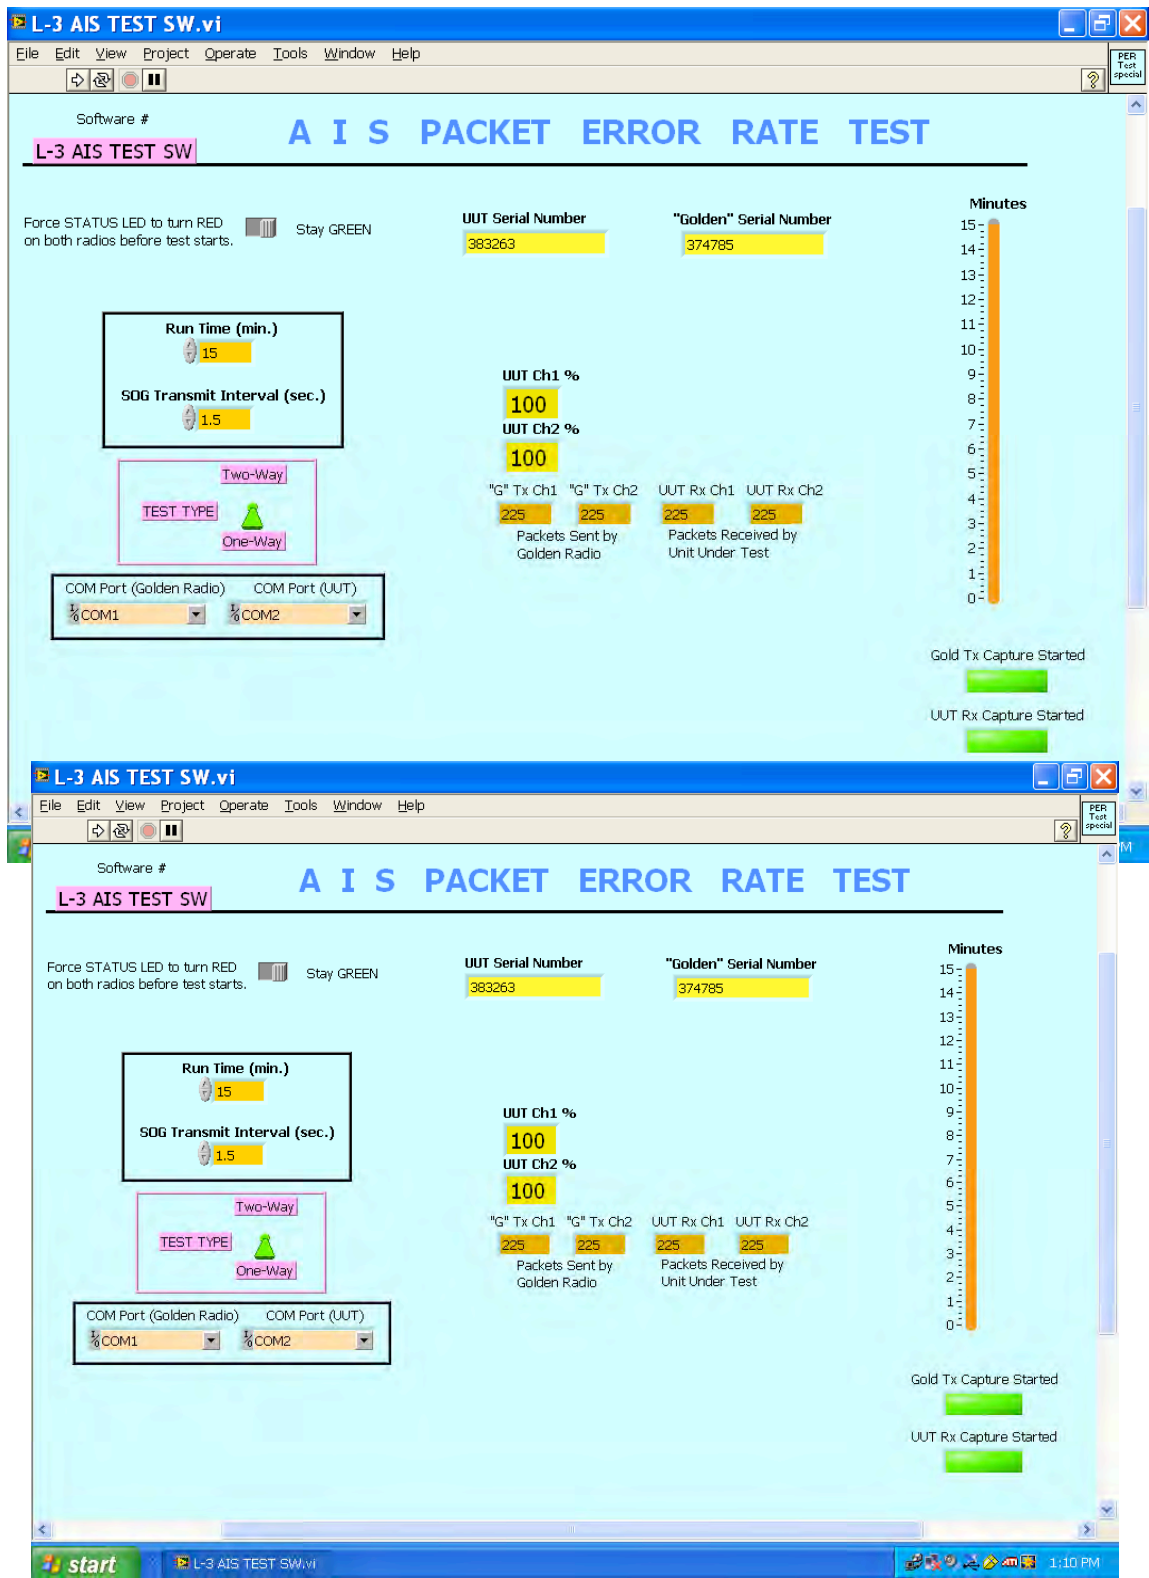 L-3 AIS TEST SW.vi
File Edit View Project Operate Tools Window Help
PER
Test
special
Software #
L-3 AIS TEST SW
A I S PACKET ERROR RATE TEST
Force STATUS LED to turn RED
on both radios before test starts.
Stay GREEN
UUT Serial Number
383263
"Golden" Serial Number
374785
Minutes
15
14
13
12
11
10
9
8
7
6
5
4
3
2
1
0
Run Time (min.)
15
SOG Transmit Interval (sec.)
1.5
UUT Ch1 %
100
UUT Ch2 %
100
Two-Way
TEST TYPE
One-Way
"G" Tx Ch1 "G" Tx Ch2 UUT Rx Ch1 UUT Rx Ch2
225 225 225 225
Packets Sent by
Golden Radio
Packets Received by
Unit Under Test
COM Port (Golden Radio) COM Port (UUT)
COM1 COM2
Gold Tx Capture Started
UUT Rx Capture Started
L-3 AIS TEST SW.vi
File Edit View Project Operate Tools Window Help
PER
Test
special
Software #
L-3 AIS TEST SW
A I S PACKET ERROR RATE TEST
Force STATUS LED to turn RED
on both radios before test starts.
Stay GREEN
UUT Serial Number
383263
"Golden" Serial Number
374785
Minutes
15
14
13
12
11
10
9
8
7
6
5
4
3
2
1
0
Run Time (min.)
15
SOG Transmit Interval (sec.)
1.5
UUT Ch1 %
100
UUT Ch2 %
100
Two-Way
TEST TYPE
One-Way
"G" Tx Ch1 "G" Tx Ch2 UUT Rx Ch1 UUT Rx Ch2
225 225 225 225
Packets Sent by
Golden Radio
Packets Received by
Unit Under Test
COM Port (Golden Radio) COM Port (UUT)
COM1 COM2
Gold Tx Capture Started
UUT Rx Capture Started
start L-3 AIS TEST SW.vi 1:10 PM